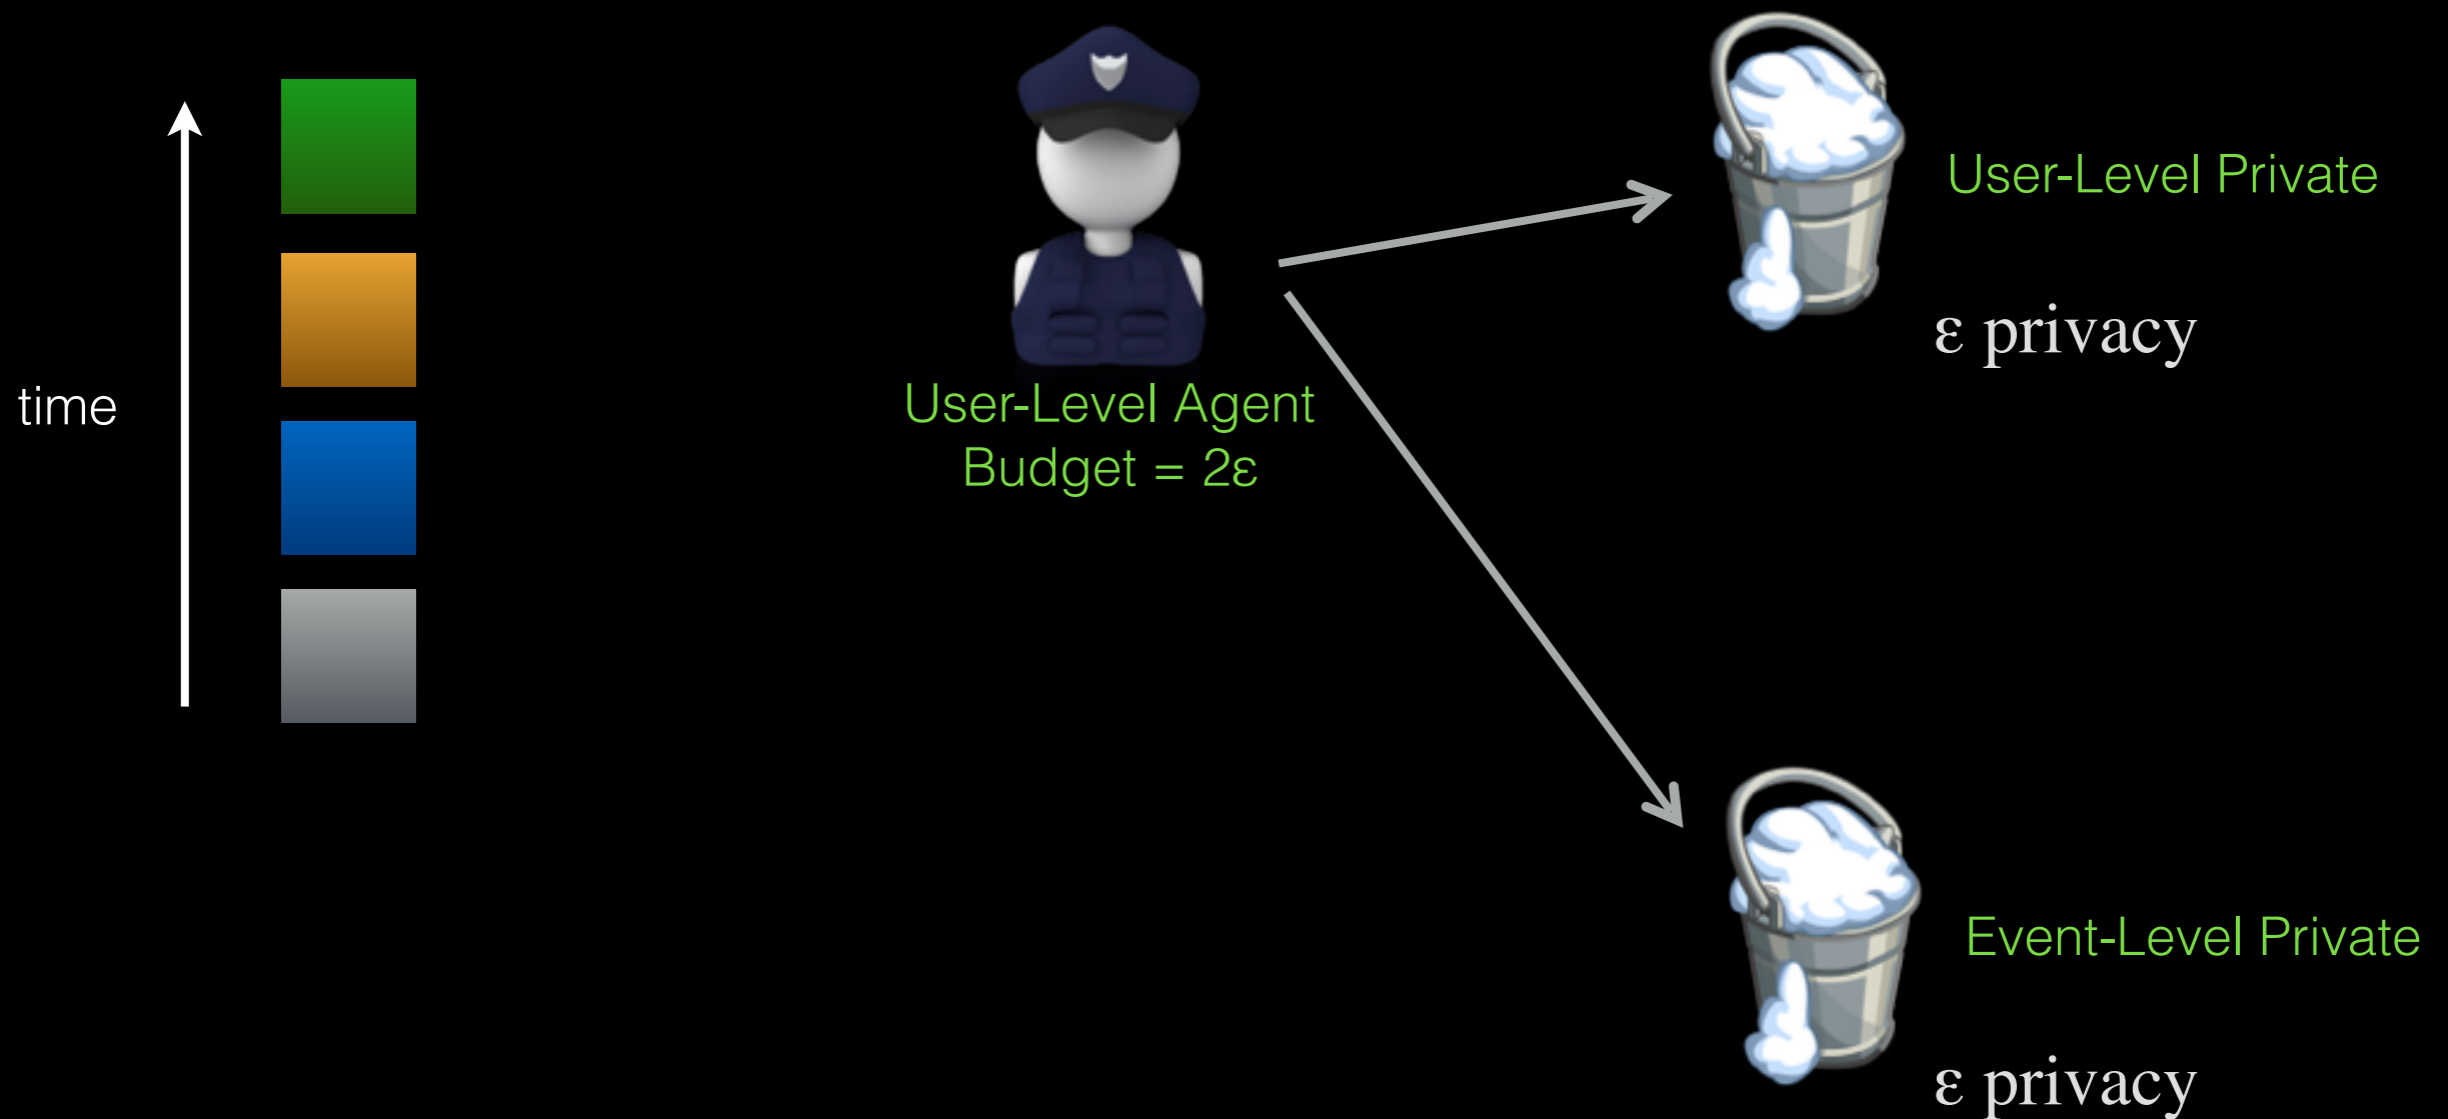 User-Level Private
ε privacy
time
User-Level Agent
Budget = 2ε
Event-Level Private
ε privacy